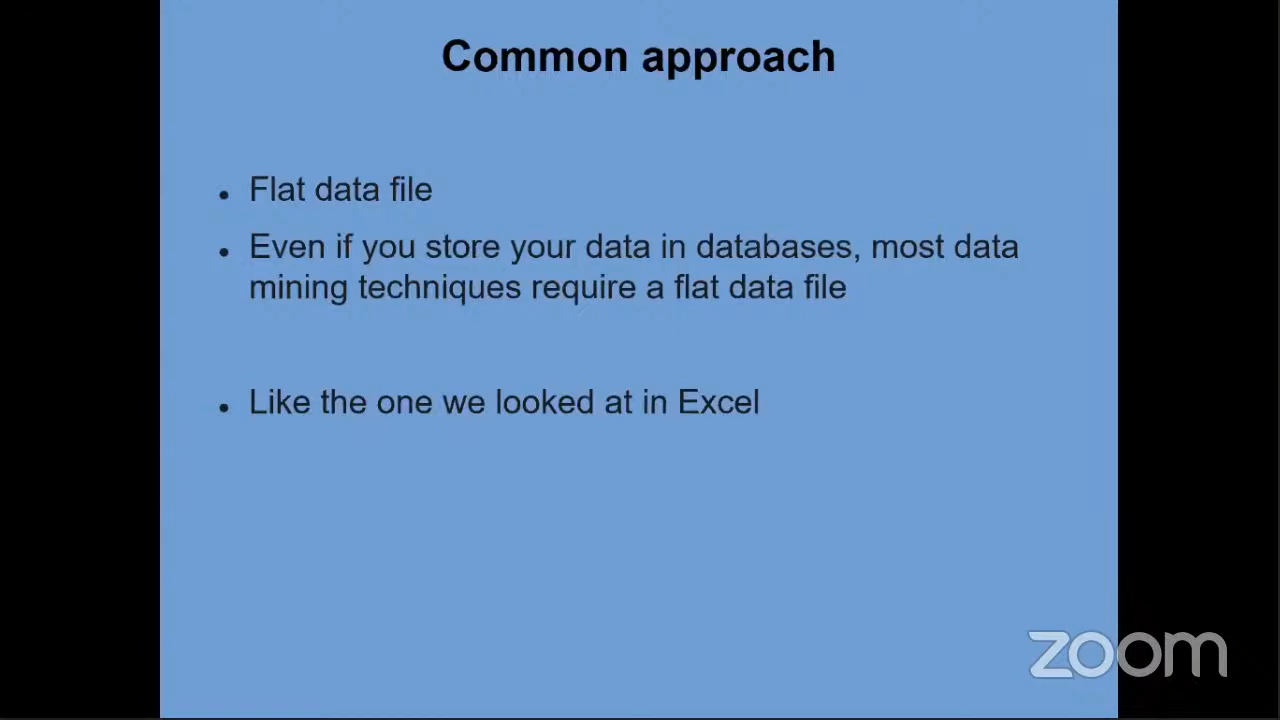 Common approach
Flat data file
Even if you store your data in databases, most data
mining techniques require a flat data file
Like the one we looked at in Excel
zoom